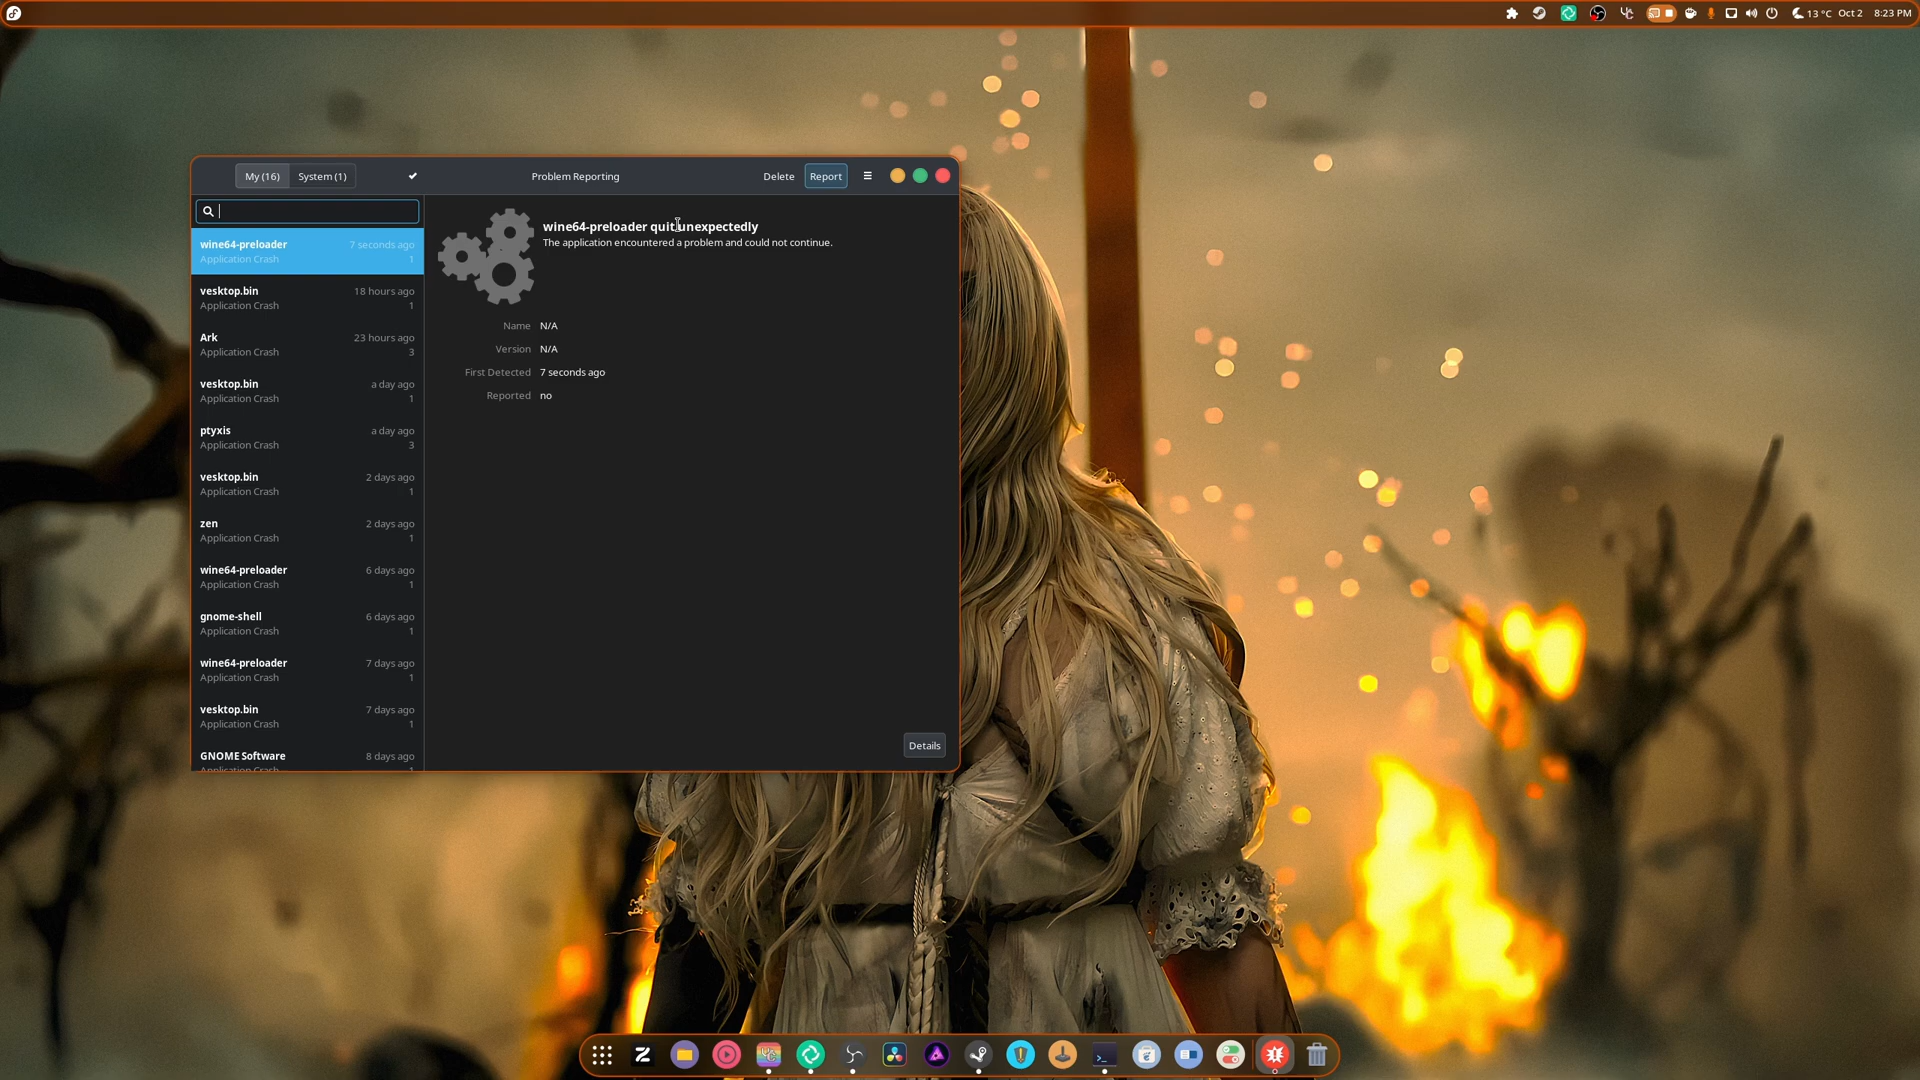 13 °C Oct 2 8:23 PM
My (16) System (1) Problem Reporting Delete Report
wine64-preloader 7 seconds ago
Application Crash 1
vesktop.bin 18 hours ago
Application Crash 1
Ark 23 hours ago
Application Crash 3
vesktop.bin a day ago
Application Crash 1
ptyxis a day ago
Application Crash 3
vesktop.bin 2 days ago
Application Crash 1
zen 2 days ago
Application Crash 1
wine64-preloader 6 days ago
Application Crash 1
gnome-shell 6 days ago
Application Crash 1
wine64-preloader 7 days ago
Application Crash 1
vesktop.bin 7 days ago
Application Crash 1
GNOME Software 8 days ago
Application Crash 1
wine64-preloader quit unexpectedly
The application encountered a problem and could not continue.
Name N/A
Version N/A
First Detected 7 seconds ago
Reported no
Details